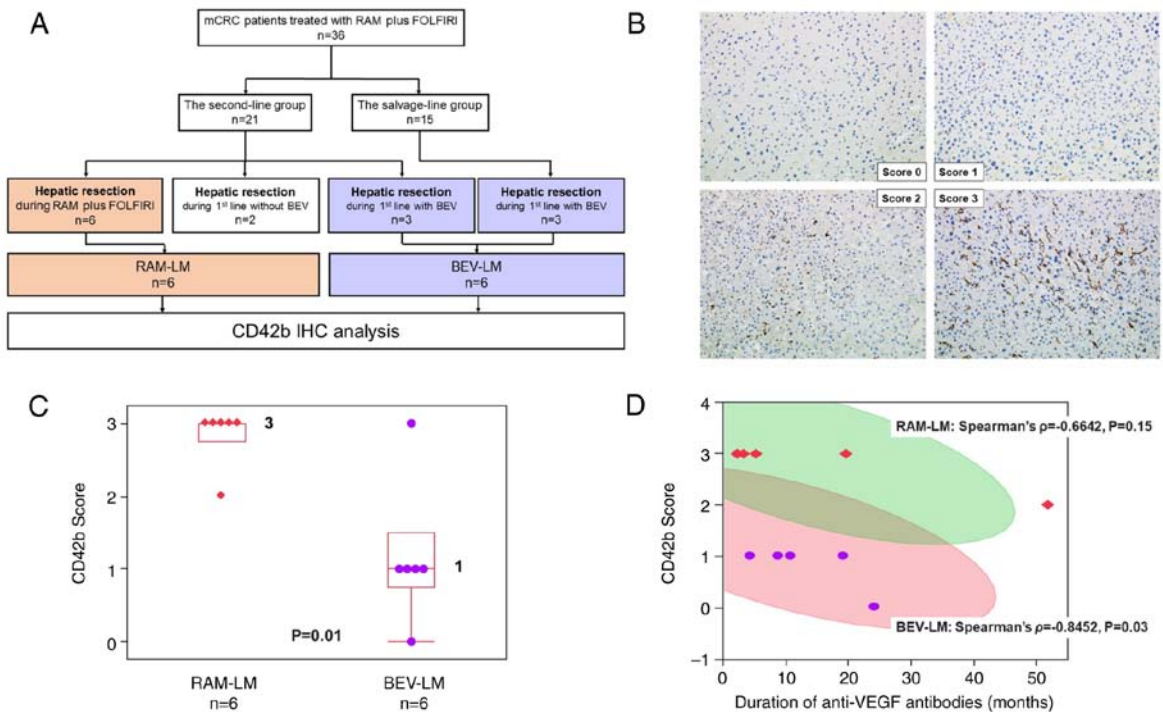 A
mCRC patients treated with RAM plus FOLFIRI
n=36
The second-line group
n=21
The salvage-line group
n=15
Hepatic resection
during RAM plus FOLFIRI
n=6
Hepatic resection
during 1st line without BEV
n=2
Hepatic resection
during 1st line with BEV
n=3
Hepatic resection
during 1st line with BEV
n=3
RAM-LM
n=6
BEV-LM
n=6
CD42b IHC analysis
B
Score 0
Score 1
Score 2
Score 3
C
CD42b Score
3
2
1
0
3
1
P=0.01
RAM-LM
n=6
BEV-LM
n=6
D
CD42b Score
4
3
2
1
0
−1
RAM-LM: Spearman's ρ=-0.6642, P=0.15
BEV-LM: Spearman's ρ=-0.8452, P=0.03
0 10 20 30 40 50
Duration of anti-VEGF antibodies (months)